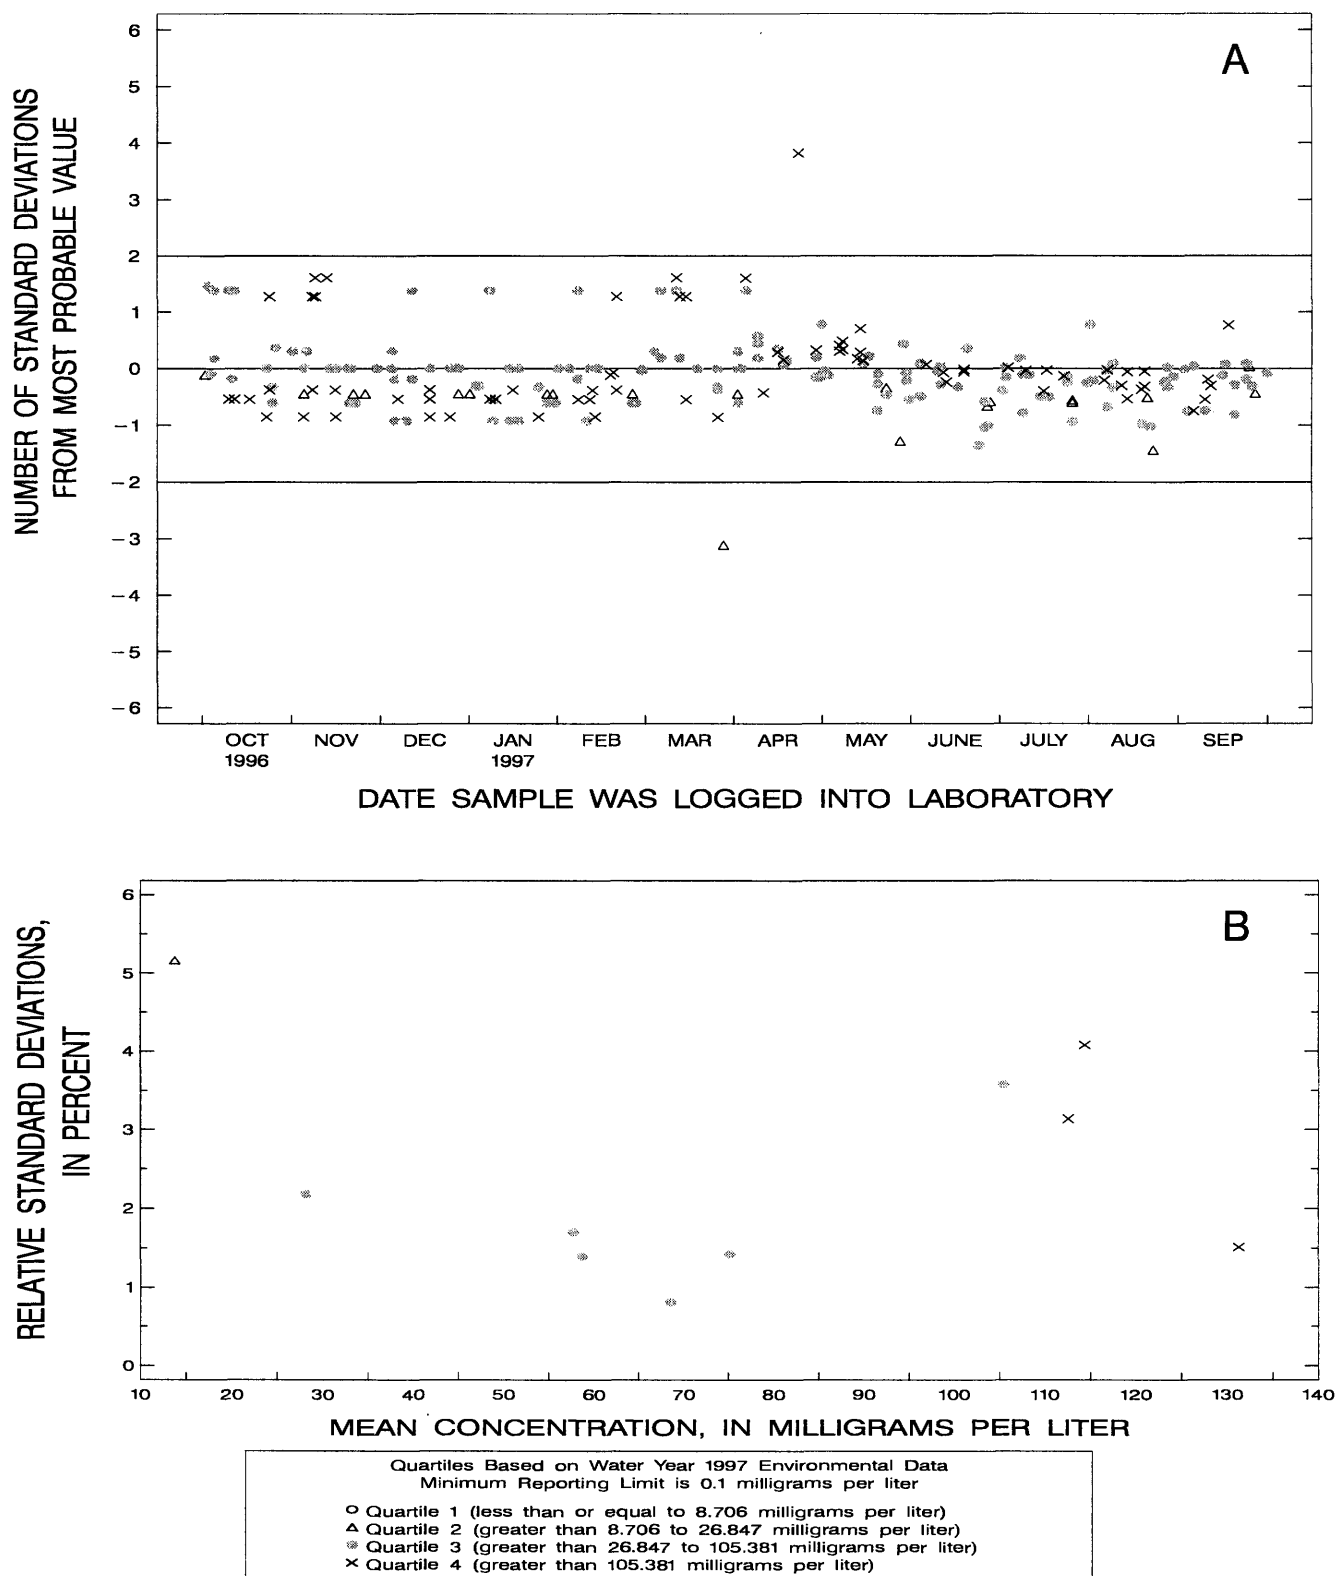 A
NUMBER OF STANDARD DEVIATIONS
FROM MOST PROBABLE VALUE
6
5
4
3
2
1
0
-1
-2
-3
-4
-5
-6
OCT NOV DEC JAN FEB MAR APR MAY JUNE JULY AUG SEP
1996 1997
DATE SAMPLE WAS LOGGED INTO LABORATORY
B
RELATIVE STANDARD DEVIATIONS,
IN PERCENT
6
5
4
3
2
1
0
10 20 30 40 50 60 70 80 90 100 110 120 130 140
MEAN CONCENTRATION, IN MILLIGRAMS PER LITER
Quartiles Based on Water Year 1997 Environmental Data
Minimum Reporting Limit is 0.1 milligrams per liter
Quartile 1 (less than or equal to 8.706 milligrams per liter)
Quartile 2 (greater than 8.706 to 26.847 milligrams per liter)
Quartile 3 (greater than 26.847 to 105.381 milligrams per liter)
Quartile 4 (greater than 105.381 milligrams per liter)